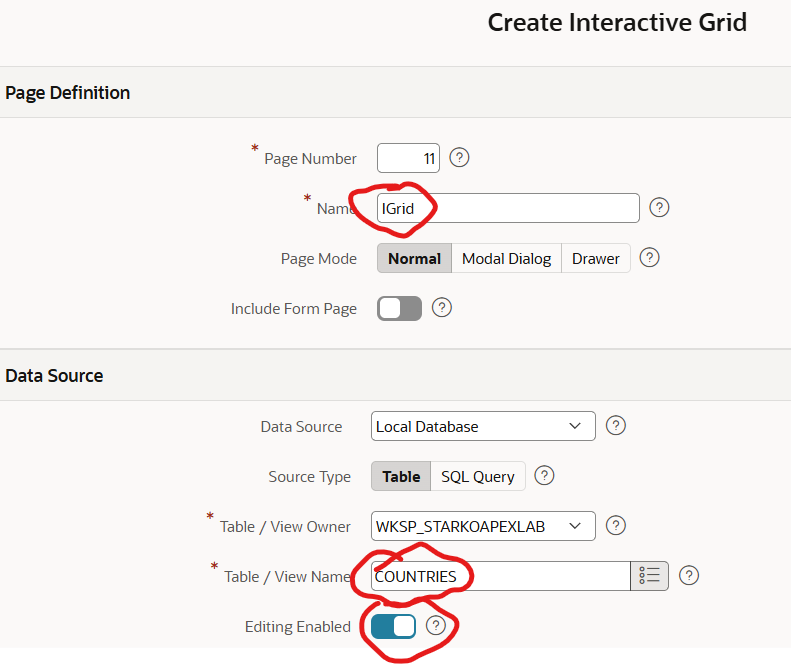 Create Interactive Grid
Page Definition
* Page Number 11 ?
* Name IGrid ?
Page Mode Normal Modal Dialog Drawer ?
Include Form Page ?
Data Source
Data Source Local Database ?
Source Type Table SQL Query ?
* Table / View Owner WKSP_STARKOAPEXLAB ?
* Table / View Name COUNTRIES ?
Editing Enabled ?